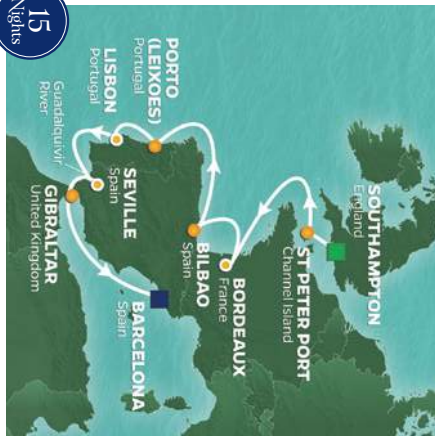 15
Nights
SOUTHAMPTON
England
ST PETER PORT
Channel Island
BORDEAUX
France
BILBAO
Spain
PORTO
(LEIXOES)
Portugal
LISBON
Portugal
Guadalquivir
River
SEVILLE
Spain
GIBRALTAR
United Kingdom
BARCELONA
Spain